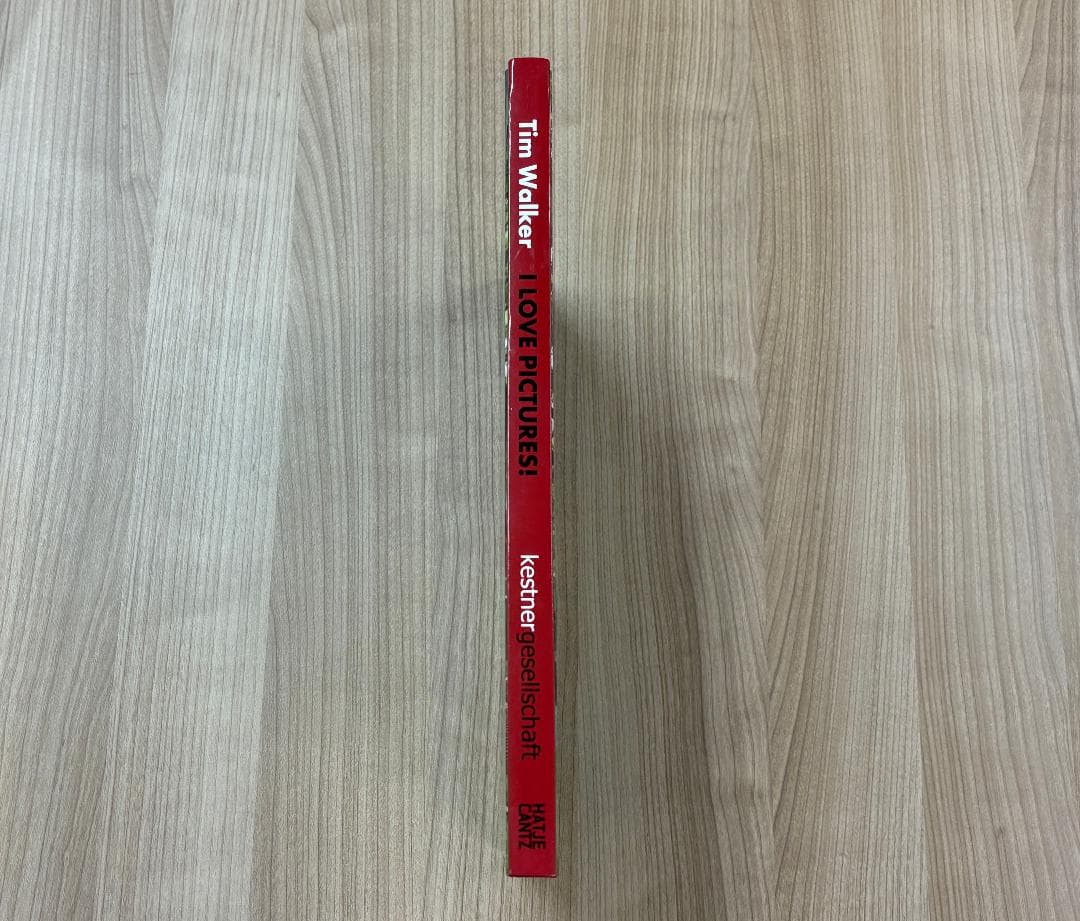 Tim Walker I LOVE PICTURES!
kestnergesellschaft
HATJE
CANTZ